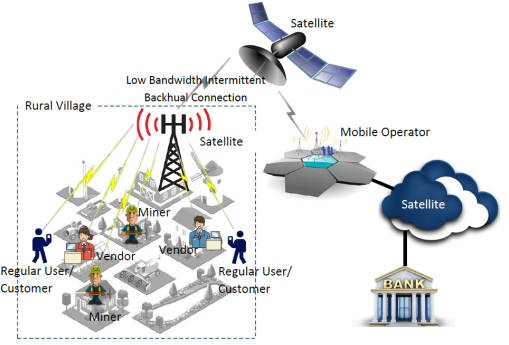 Satellite
Low Bandwidth Intermittent
Backhual Connection
Rural Village
Satellite
Mobile Operator
Miner
Satellite
Vendor
Vendor
Regular User/
Customer
Regular User/
Customer
BANK
Miner